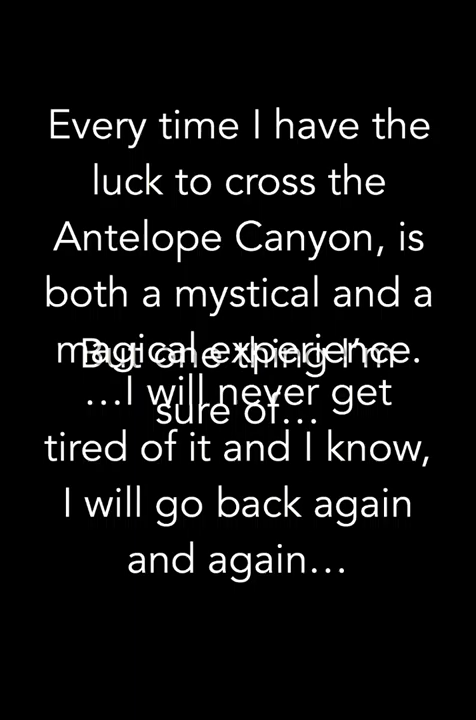 Every time I have the
luck to cross the
Antelope Canyon, is
both a mystical and a
magical experience.
But one thing I'm
sure of...
…I will never get
tired of it and I know,
I will go back again
and again…